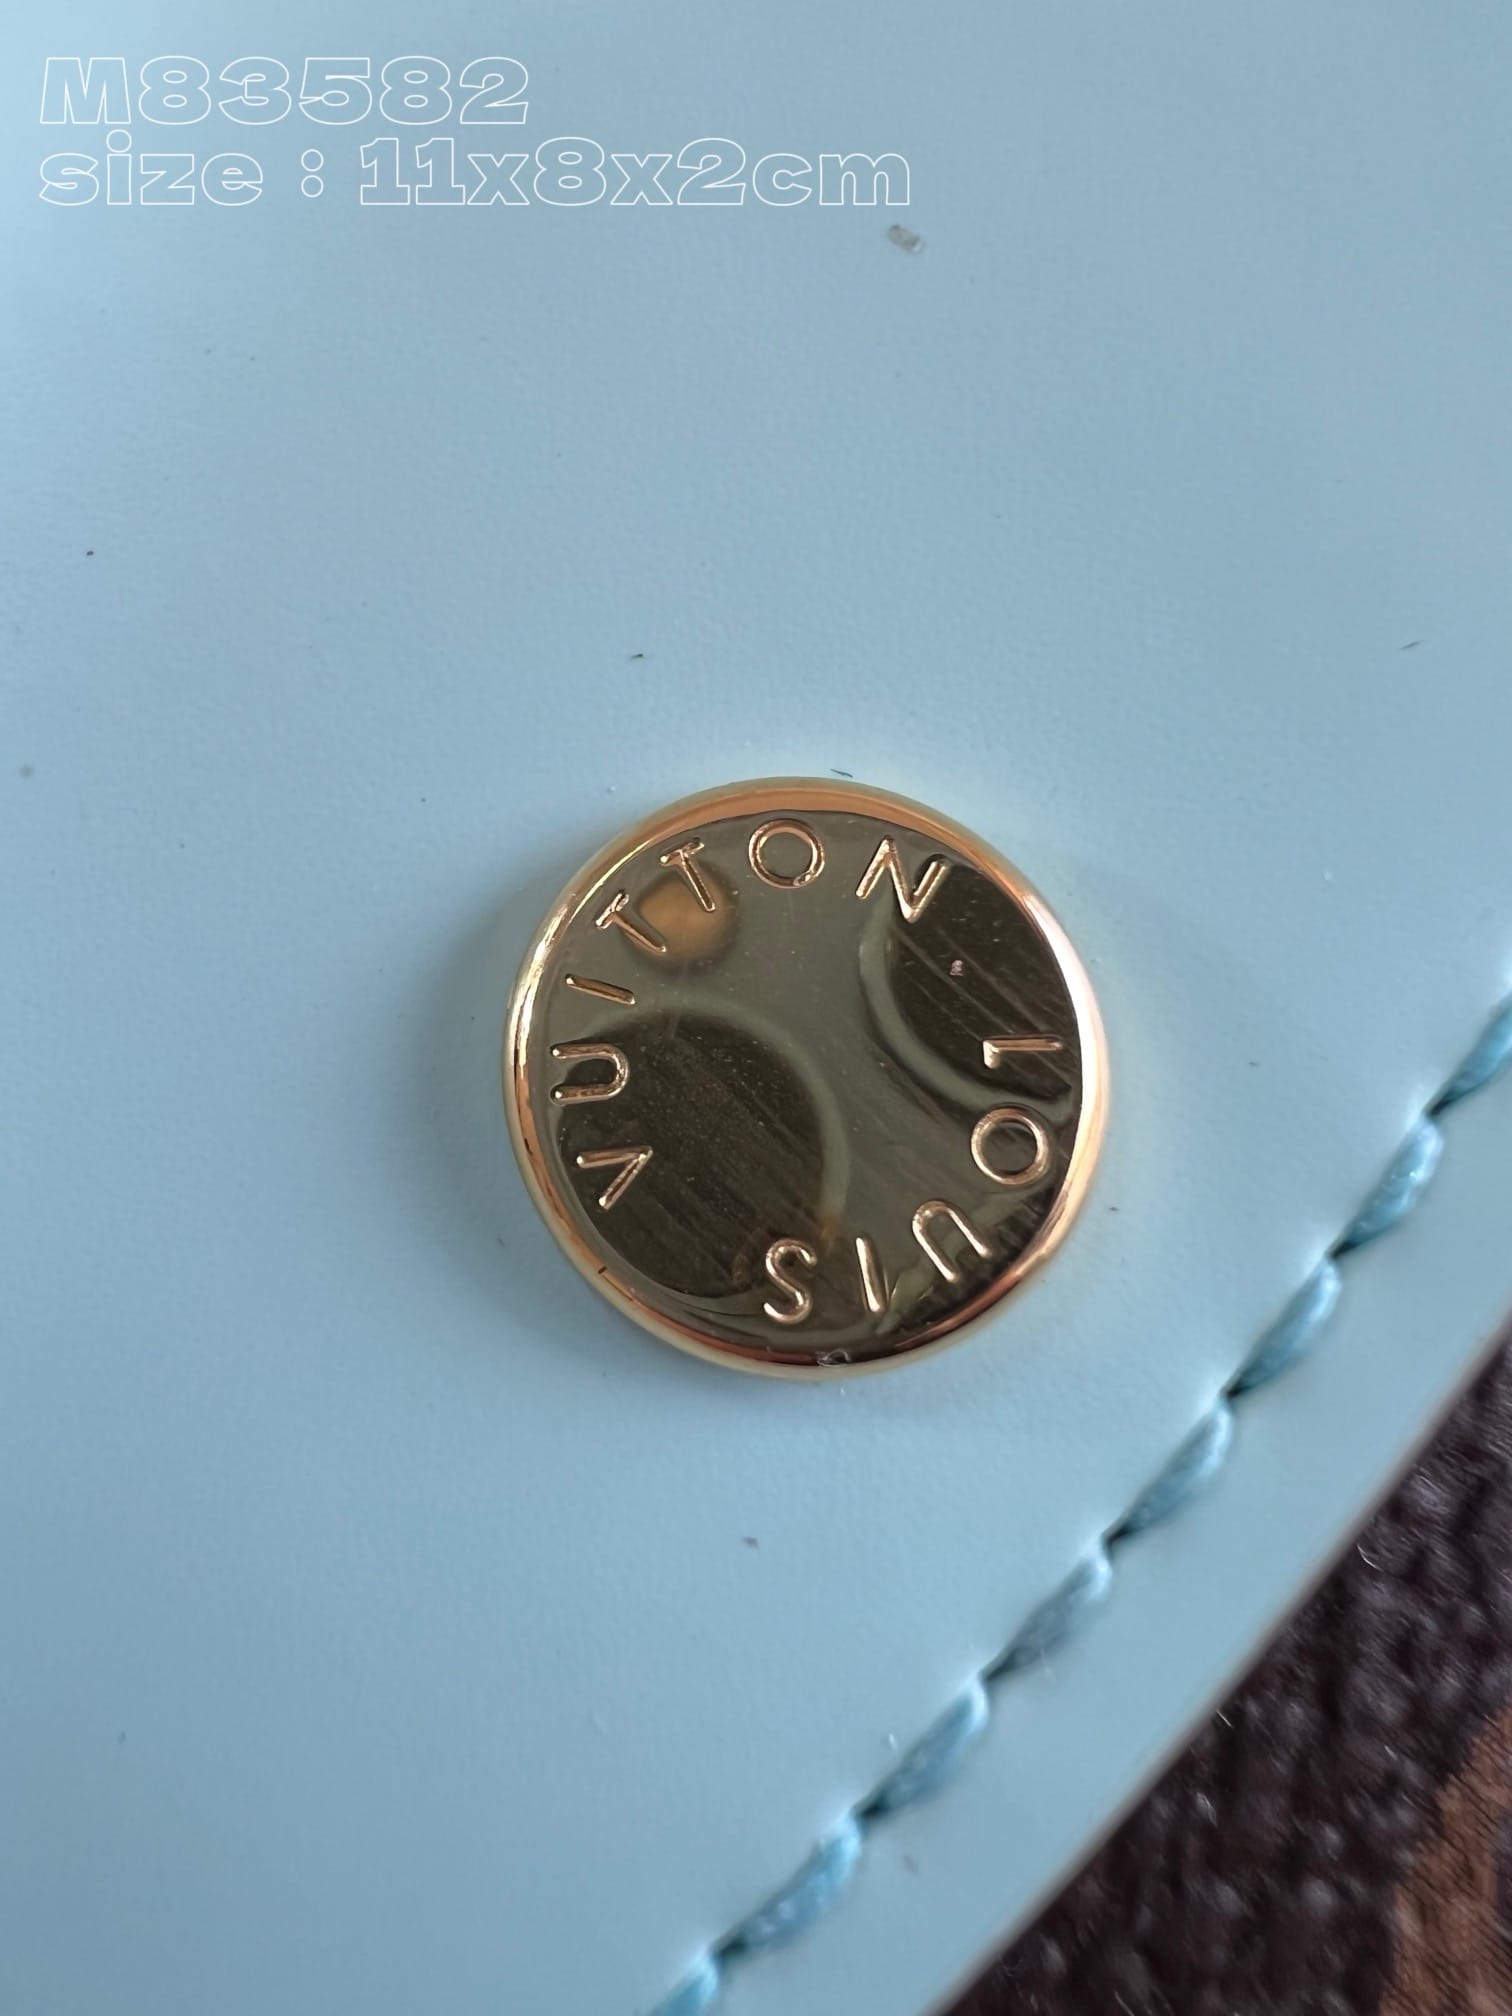 M83582
size : 11x8x2cm
LOUIS VUITTON